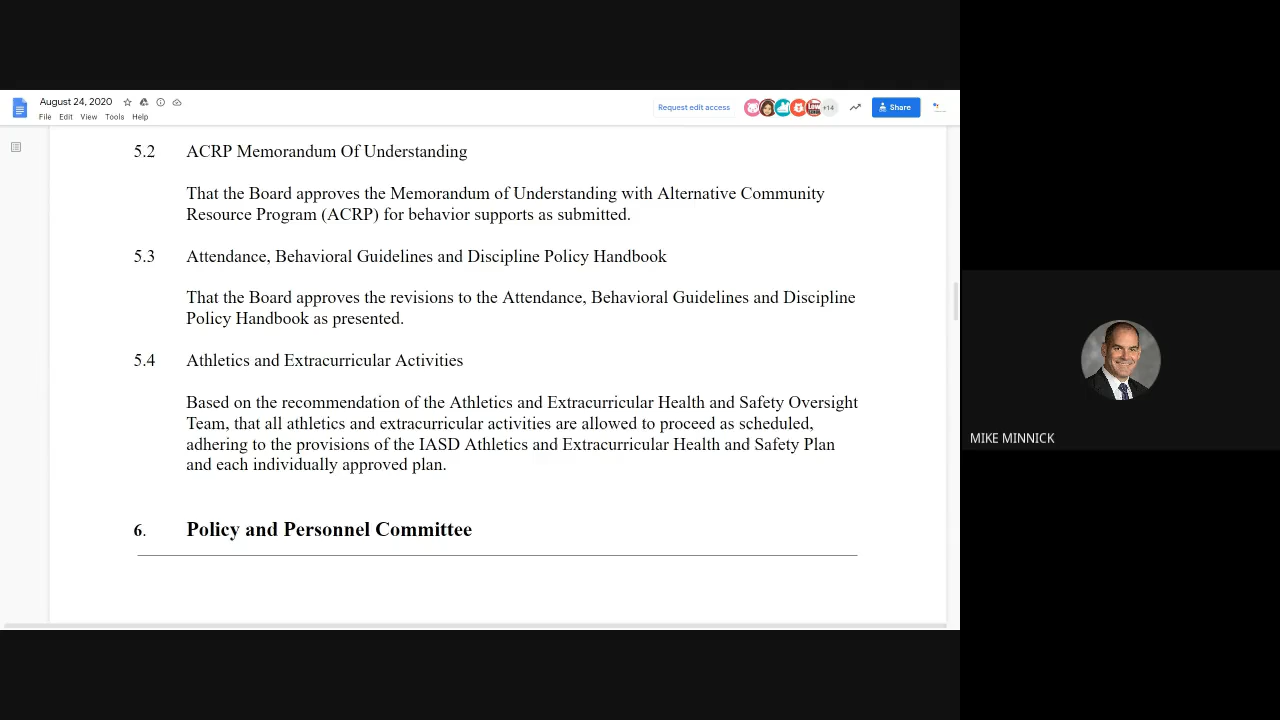 August 24, 2020
File Edit View Tools Help
Request edit access
+14
Share
5.2 ACRP Memorandum Of Understanding
That the Board approves the Memorandum of Understanding with Alternative Community
Resource Program (ACRP) for behavior supports as submitted.
5.3 Attendance, Behavioral Guidelines and Discipline Policy Handbook
That the Board approves the revisions to the Attendance, Behavioral Guidelines and Discipline
Policy Handbook as presented.
5.4 Athletics and Extracurricular Activities
Based on the recommendation of the Athletics and Extracurricular Health and Safety Oversight
Team, that all athletics and extracurricular activities are allowed to proceed as scheduled,
adhering to the provisions of the IASD Athletics and Extracurricular Health and Safety Plan
and each individually approved plan.
6. Policy and Personnel Committee
MIKE MINNICK